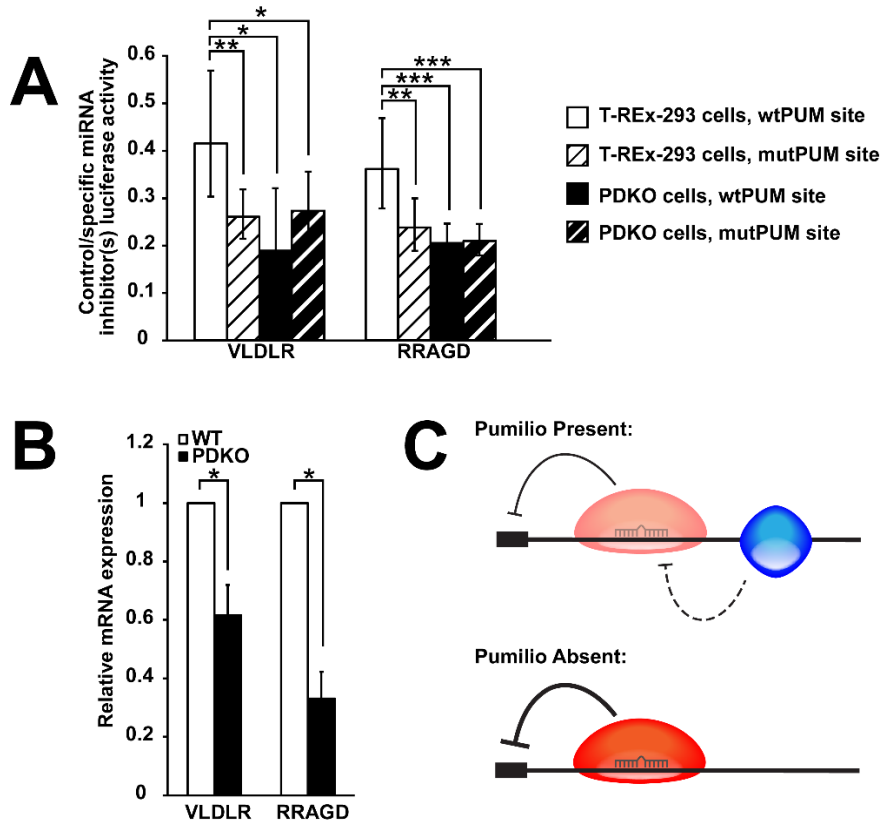 A
Control/specific miRNA
inhibitor(s) luciferase activity
0.6
0.5
0.4
0.3
0.2
0.1
0
*
*
**
***
***
**
VLDLR
RRAGD
T-REx-293 cells, wtPUM site
T-REx-293 cells, mutPUM site
PDKO cells, wtPUM site
PDKO cells, mutPUM site
B
Relative mRNA expression
1.2
1
0.8
0.6
0.4
0.2
0
WT
PDKO
*
*
VLDLR
RRAGD
C
Pumilio Present:
Pumilio Absent: